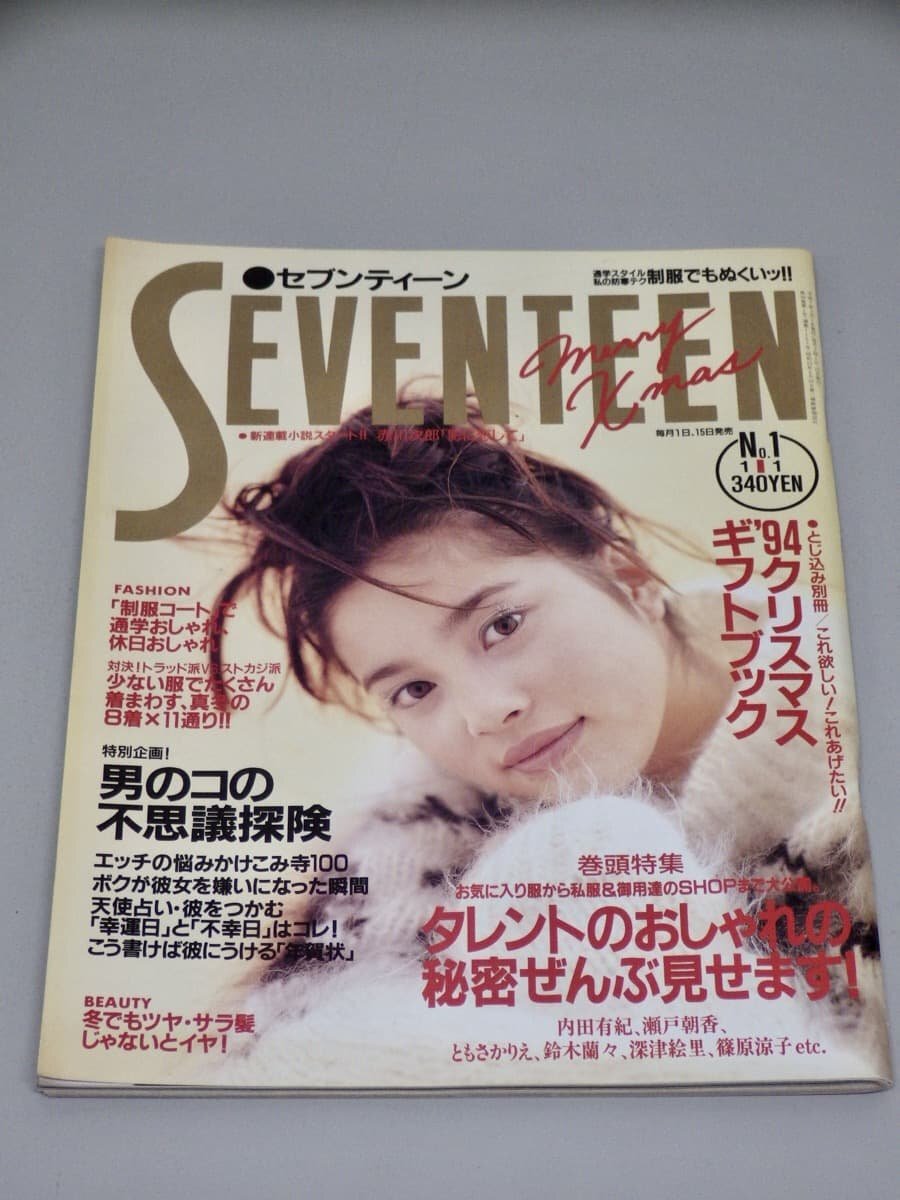 ●セブンティーン
通学スタイル
私の防寒テク
制服でもぬくいッ!!
SEVENTEEN
Merry
Xmas
●新連載小説スタート!! 赤川次郎
毎月1日、15日発売
No.1
1 1
340YEN
●とじ込み別冊/これ欲しい!これあげたい!!
'94クリスマス
ギフトブック
FASHION
「制服コート」で
通学おしゃれ、
休日おしゃれ
対決!トラッド派VSストカジ派
少ない服でたくさん
着まわす、真冬の
8着×11通り!!
特別企画!
男のコの
不思議探険
エッチの悩みかけこみ寺100
ボクが彼女を嫌いになった瞬間
天使占い・彼をつかむ
「幸運日」と「不幸日」はコレ!
こう書けば彼にうける「年賀状」
BEAUTY
冬でもツヤ・サラ髪
じゃないとイヤ!
巻頭特集
お気に入り服から私服&御用達のSHOPまで大公開。
タレントのおしゃれの
秘密ぜんぶ見せます!
内田有紀、瀬戸朝香、
ともさかりえ、鈴木蘭々、深津絵里、篠原涼子etc.